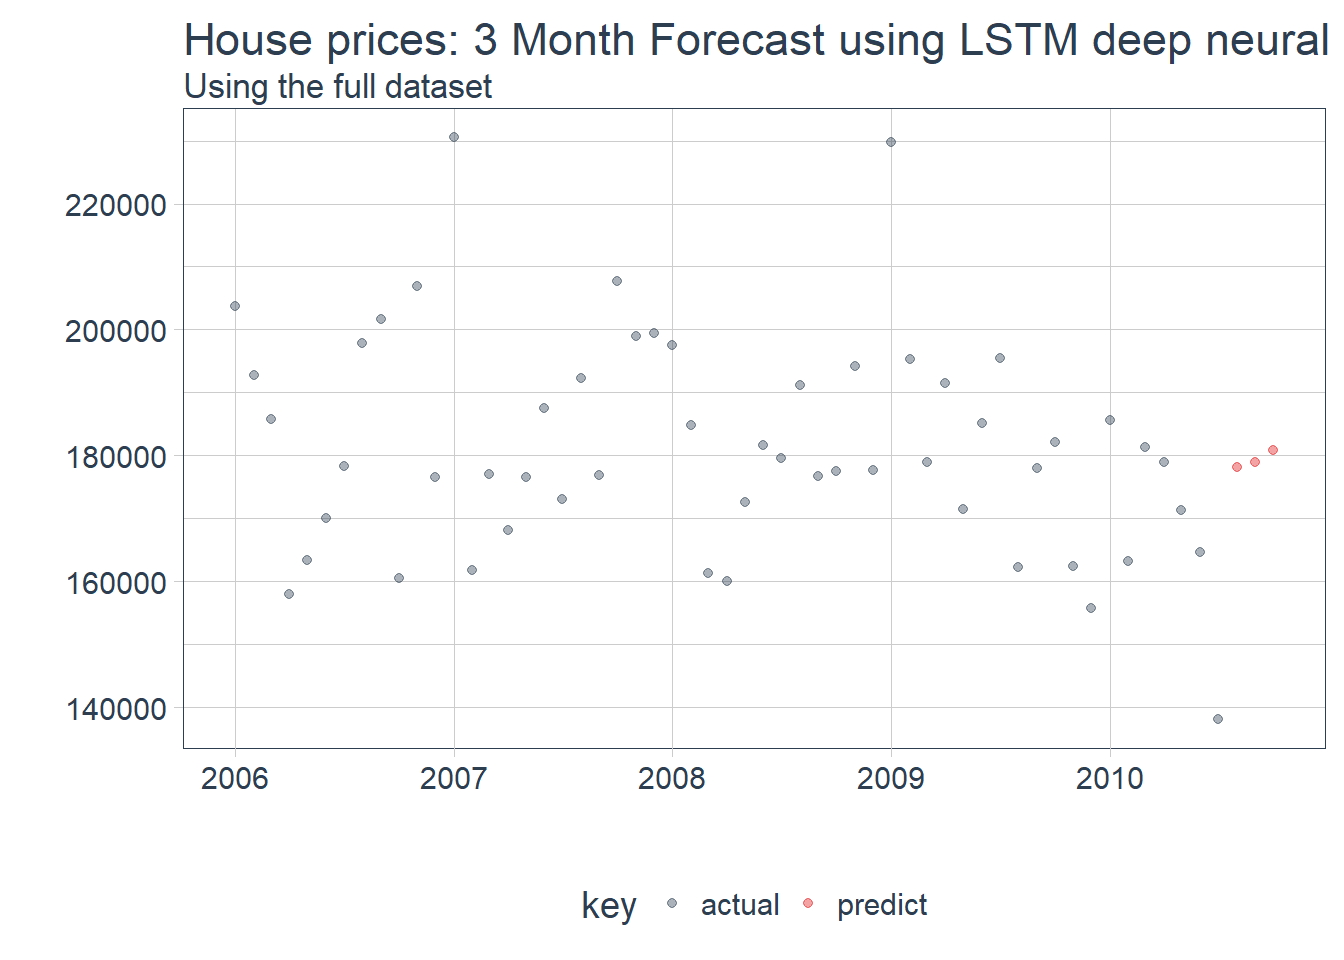 House prices: 3 Month Forecast using LSTM deep neural
Using the full dataset
220000
200000
180000
160000
140000
2006 2007 2008 2009 2010
key actual predict